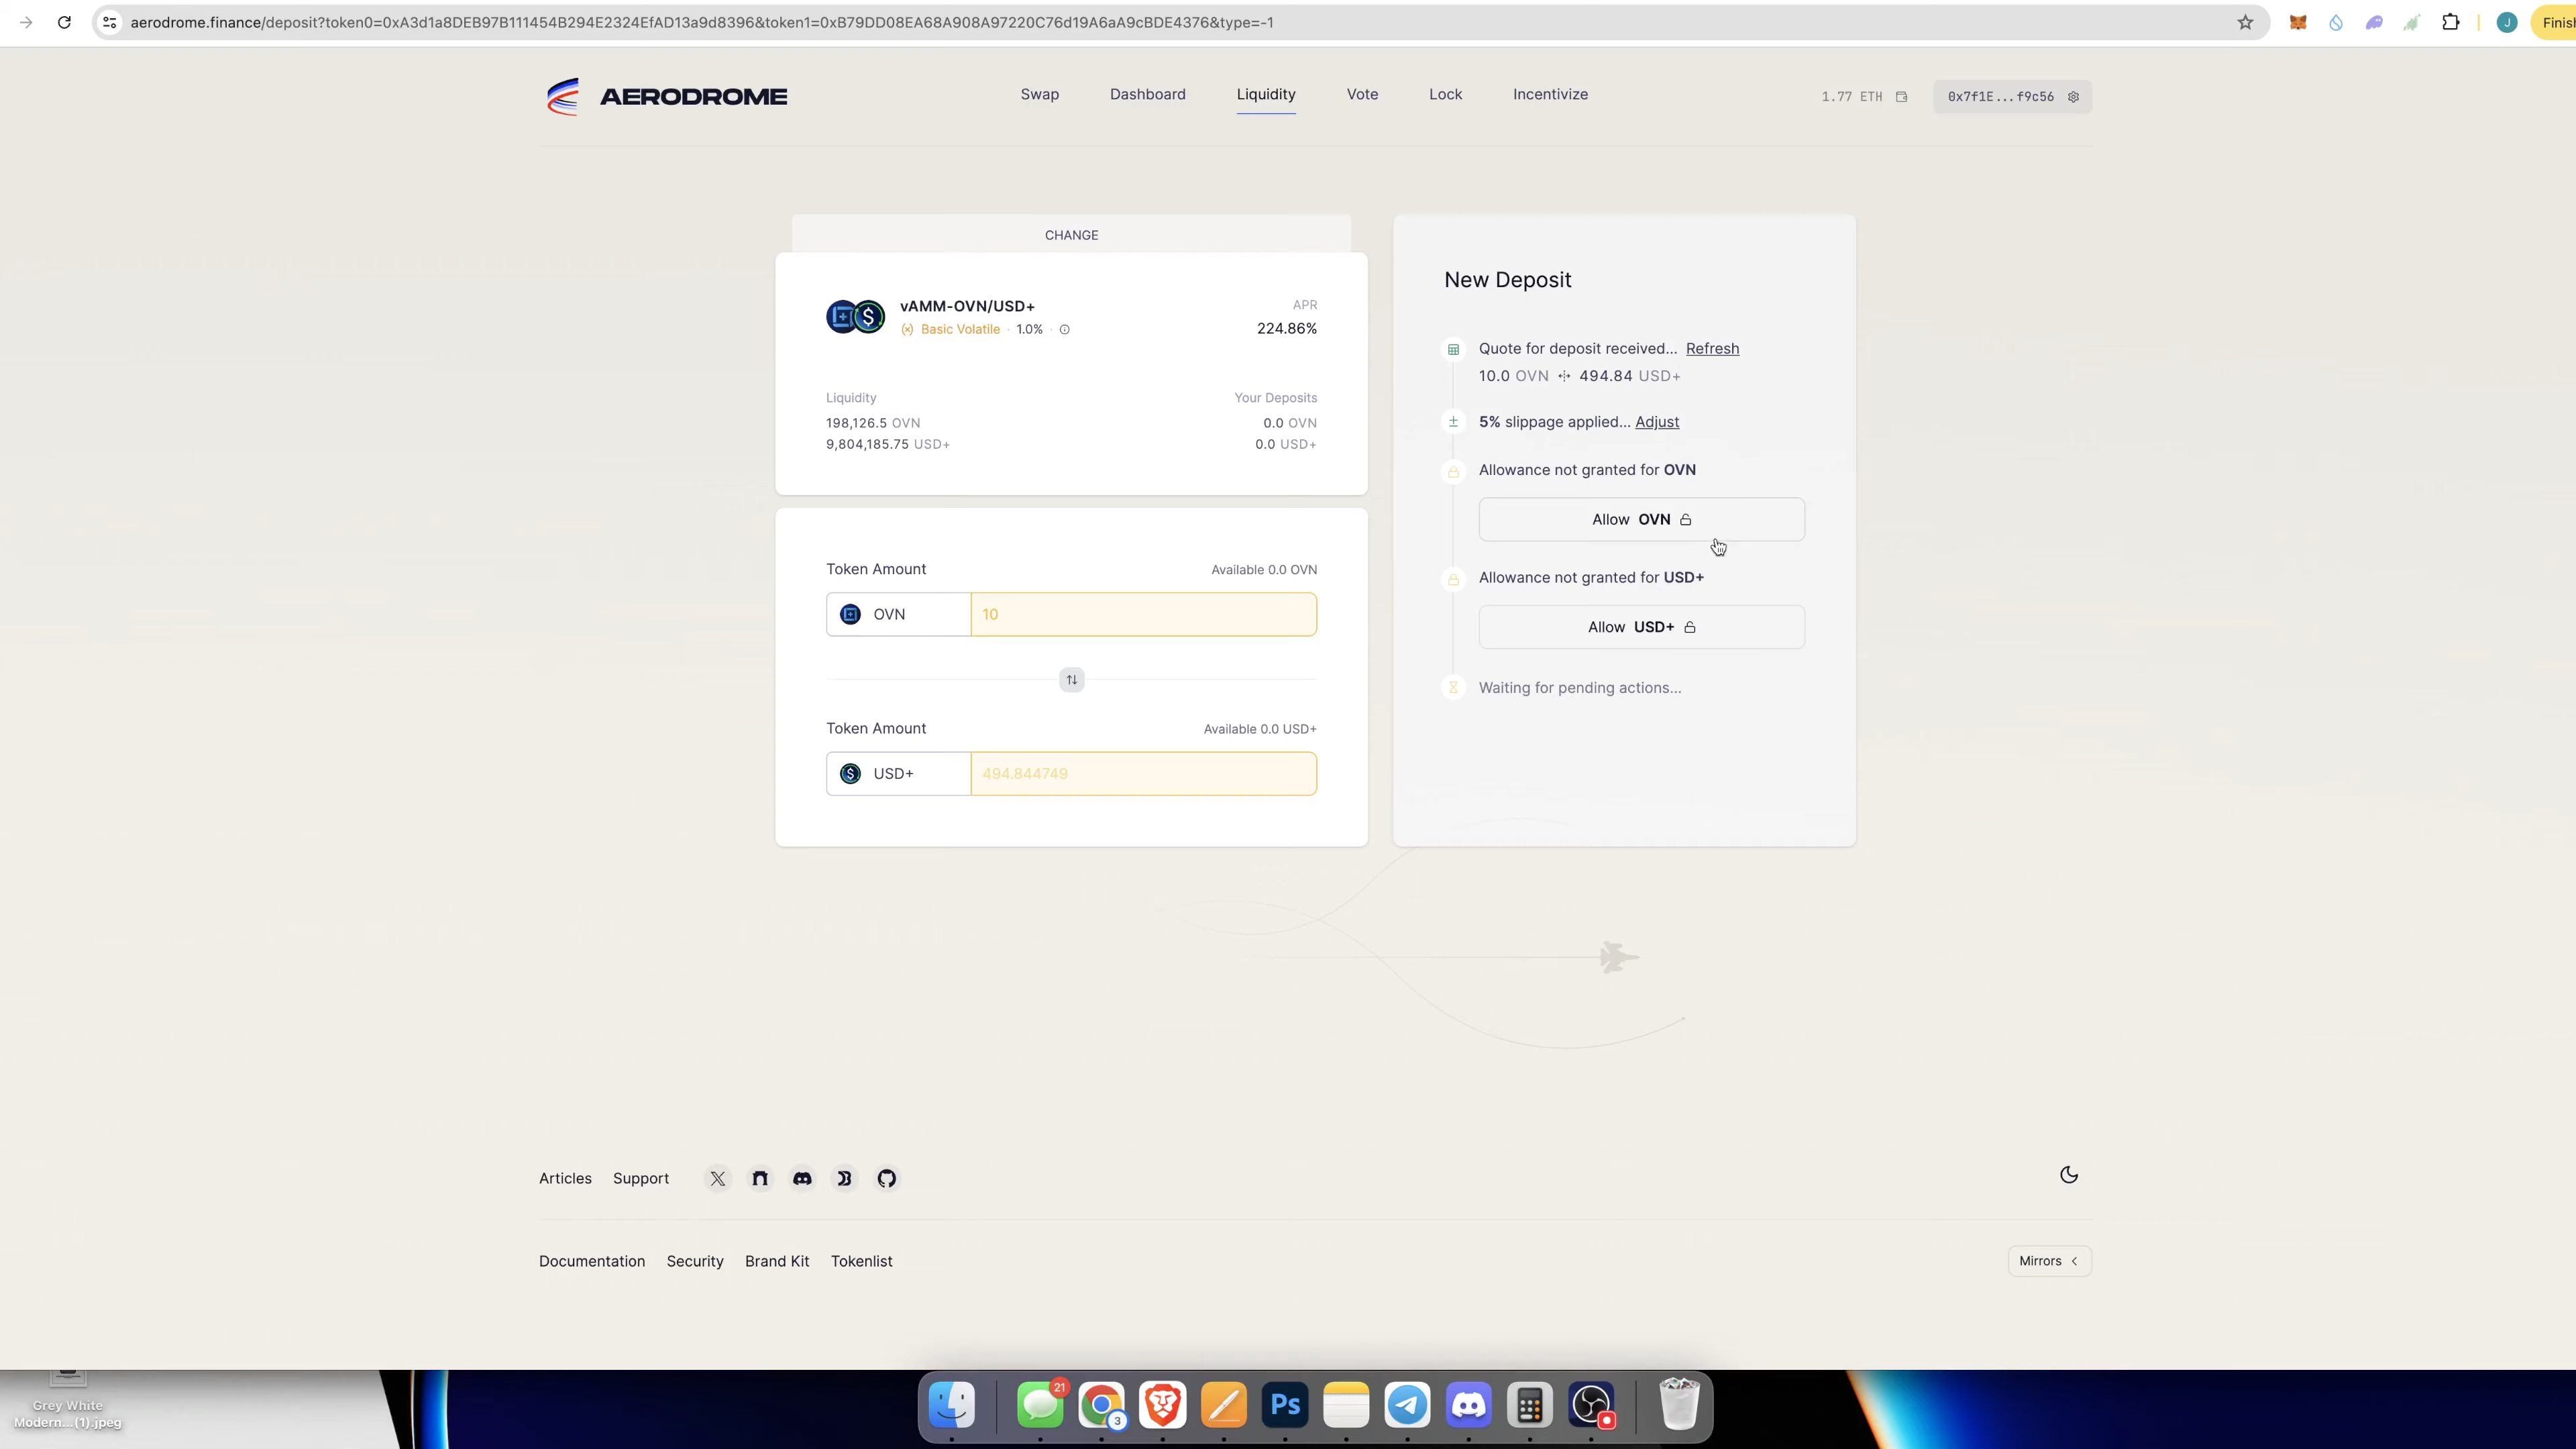 aerodrome.finance/deposit?token0=0xA3d1a8DEB97B111454B294E2324EfAD13a9d8396&token1=0xB79DD08EA68A908A97220C76d19A6aA9cBDE4376&type=-1
J
Finish
AERODROME
Swap
Dashboard
Liquidity
Vote
Lock
Incentivize
1.77 ETH
0x7f1E...f9c56
CHANGE
vAMM-OVN/USD+
Basic Volatile · 1.0% ·
APR
224.86%
Liquidity
198,126.5 OVN
9,804,185.75 USD+
Your Deposits
0.0 OVN
0.0 USD+
Token Amount
Available 0.0 OVN
OVN
10
Token Amount
Available 0.0 USD+
USD+
494.844749
New Deposit
Quote for deposit received... Refresh
10.0 OVN 494.84 USD+
5% slippage applied... Adjust
Allowance not granted for OVN
Allow OVN
Allowance not granted for USD+
Allow USD+
Waiting for pending actions...
Articles
Support
Documentation
Security
Brand Kit
Tokenlist
Mirrors
Grey White
Modern...(1).jpeg
21
3
Ps